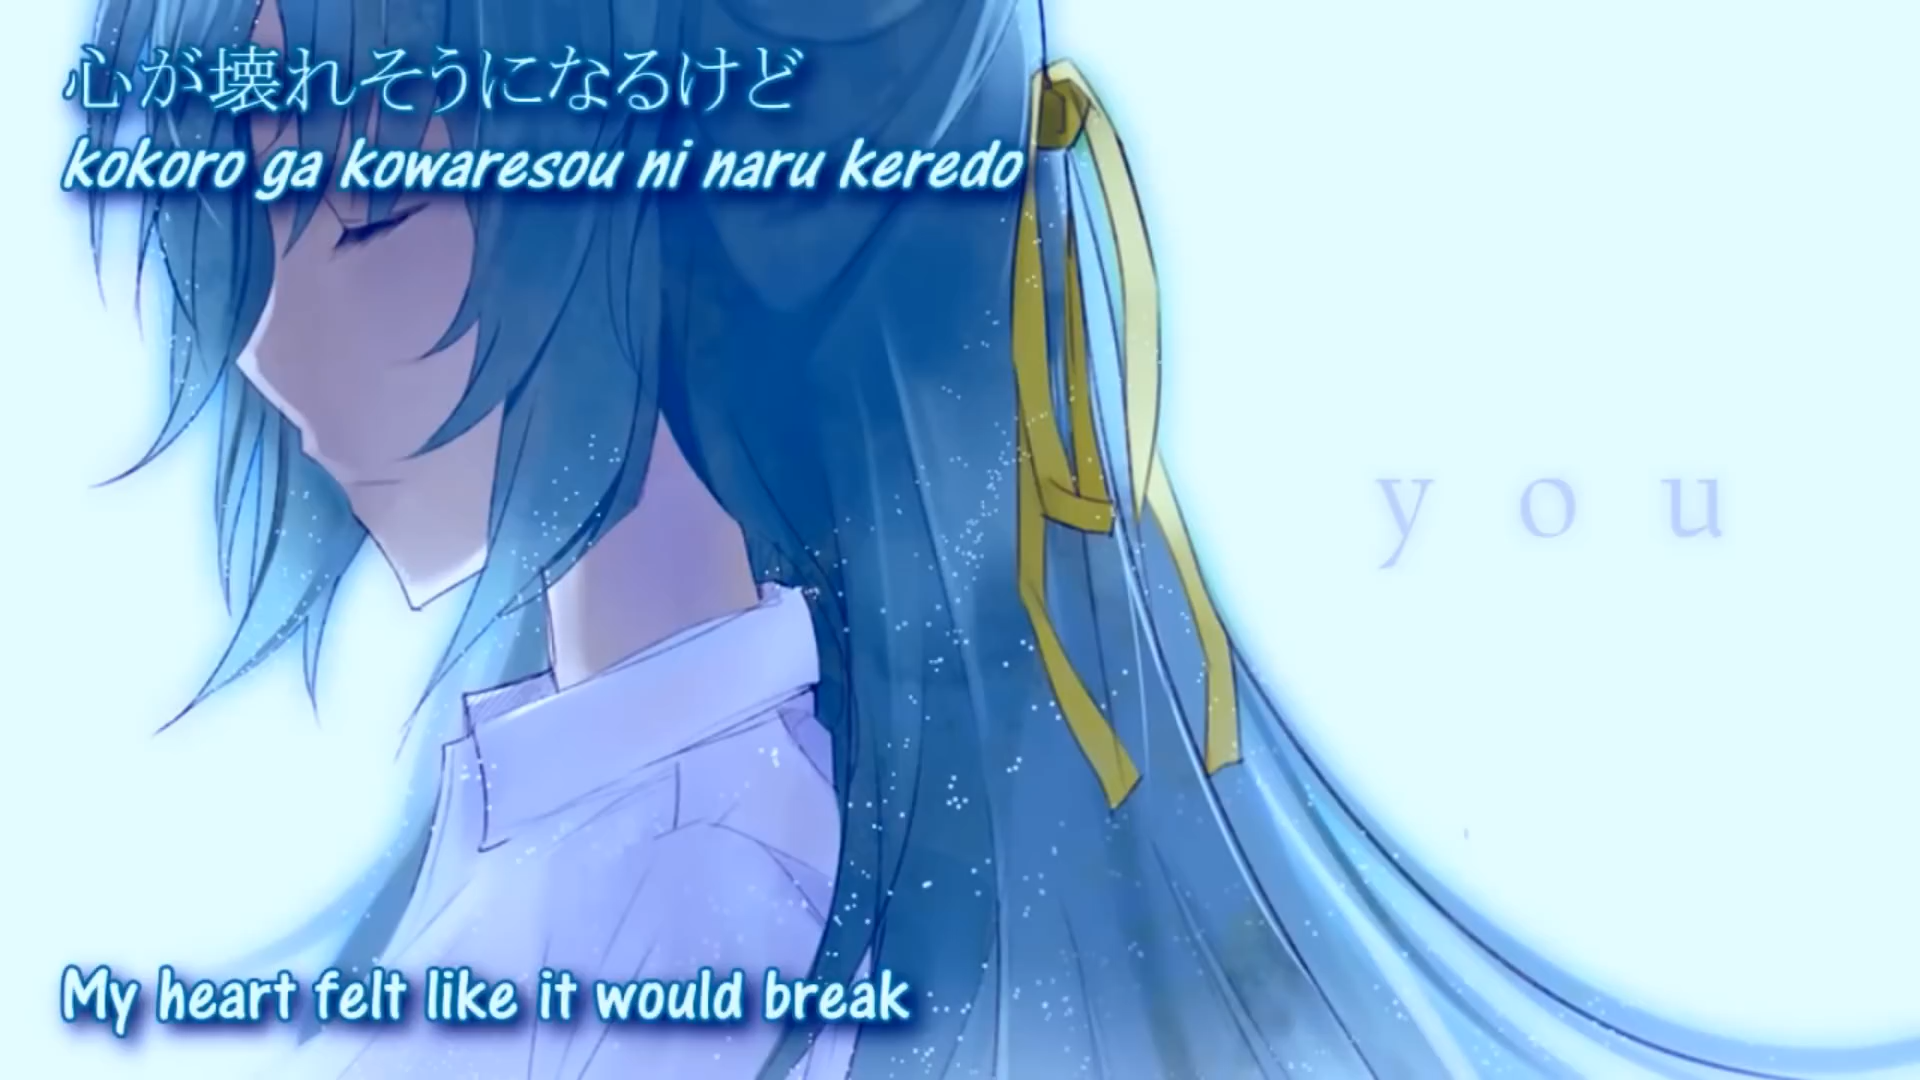 心が壊れそうになるけど
kokoro ga kowaresou ni naru keredo
you
My heart felt like it would break